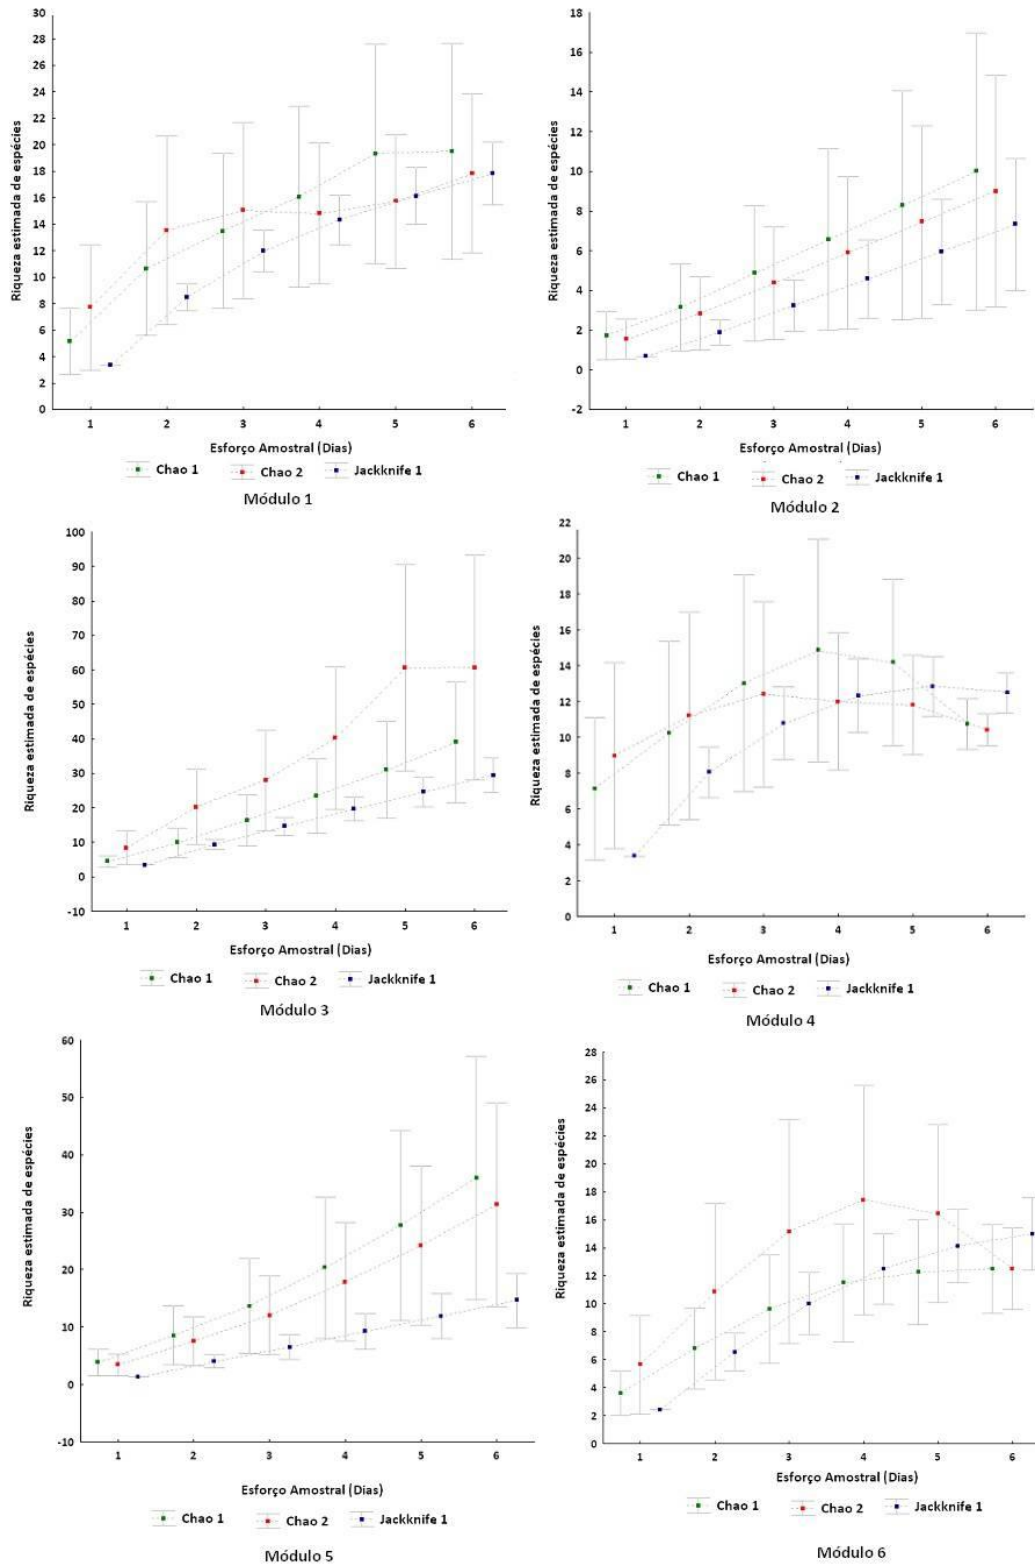 30
28
26
24
22
20
18
16
14
12
10
8
6
4
2
0
Riqueza estimada de espécies
1 2 3 4 5 6
Esforço Amostral (Dias)
Chao 1 Chao 2 Jackknife 1
Módulo 1
18
16
14
12
10
8
6
4
2
0
-2
Riqueza estimada de espécies
1 2 3 4 5 6
Esforço Amostral (Dias)
Chao 1 Chao 2 Jackknife 1
Módulo 2
100
90
80
70
60
50
40
30
20
10
0
-10
Riqueza estimada de espécies
1 2 3 4 5 6
Esforço Amostral (Dias)
Chao 1 Chao 2 Jackknife 1
Módulo 3
22
20
18
16
14
12
10
8
6
4
2
0
Riqueza estimada de espécies
1 2 3 4 5 6
Esforço Amostral (Dias)
Chao 1 Chao 2 Jackknife 1
Módulo 4
60
50
40
30
20
10
0
-10
Riqueza estimada de espécies
1 2 3 4 5 6
Esforço Amostral (Dias)
Chao 1 Chao 2 Jackknife 1
Módulo 5
28
26
24
22
20
18
16
14
12
10
8
6
4
2
0
Riqueza estimada de espécies
1 2 3 4 5 6
Esforço Amostral (Dias)
Chao 1 Chao 2 Jackknife 1
Módulo 6